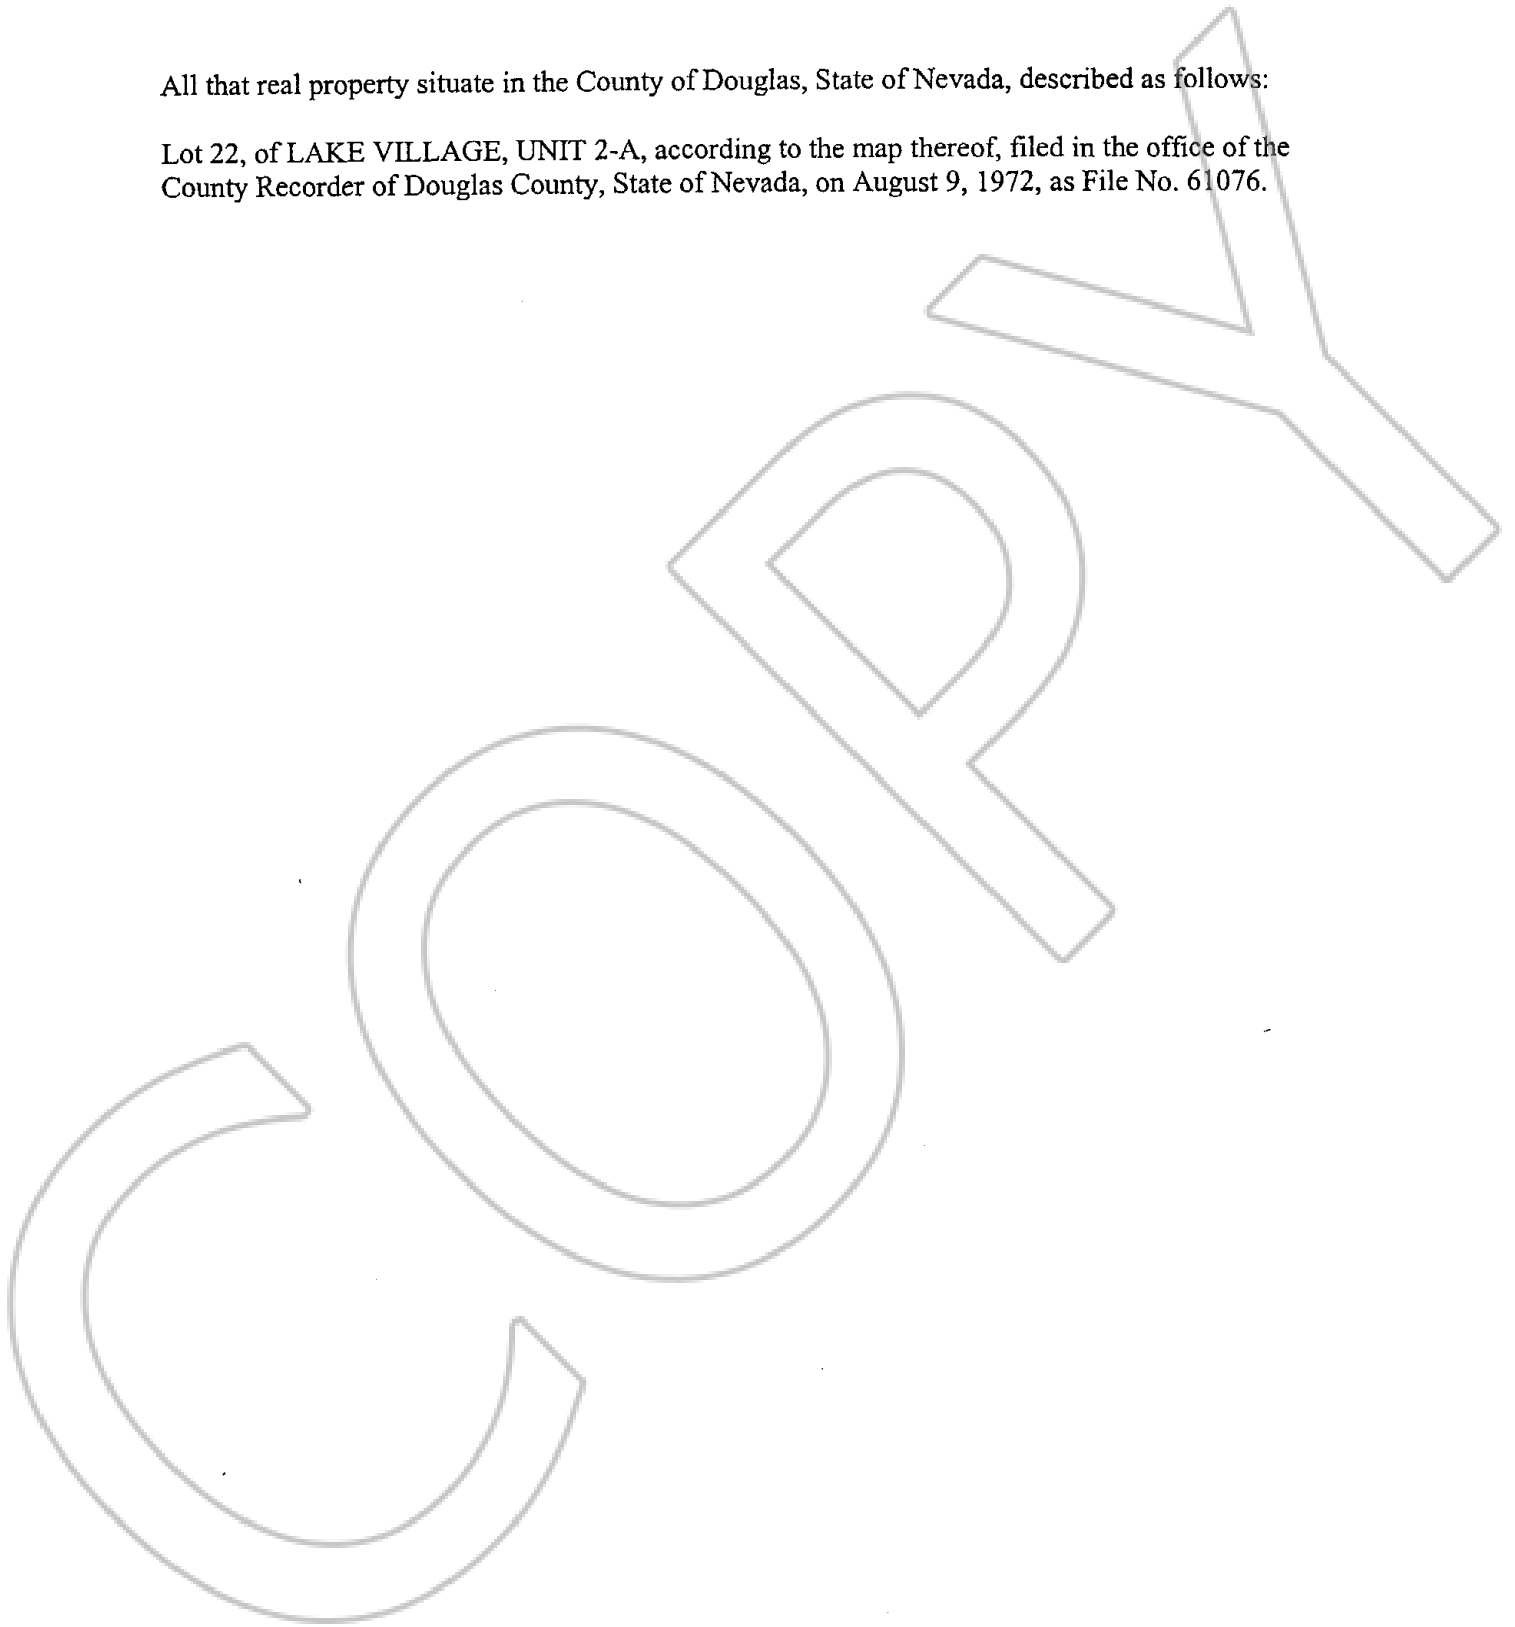 All that real property situate in the County of Douglas, State of Nevada, described as follows:
Lot 22, of LAKE VILLAGE, UNIT 2-A, according to the map thereof, filed in the office of the
County Recorder of Douglas County, State of Nevada, on August 9, 1972, as File No. 61076.
COPY